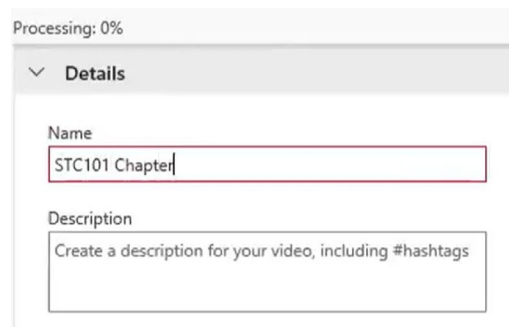 Processing: 0%
Details
Name
STC101 Chapter
Description
Create a description for your video, including #hashtags